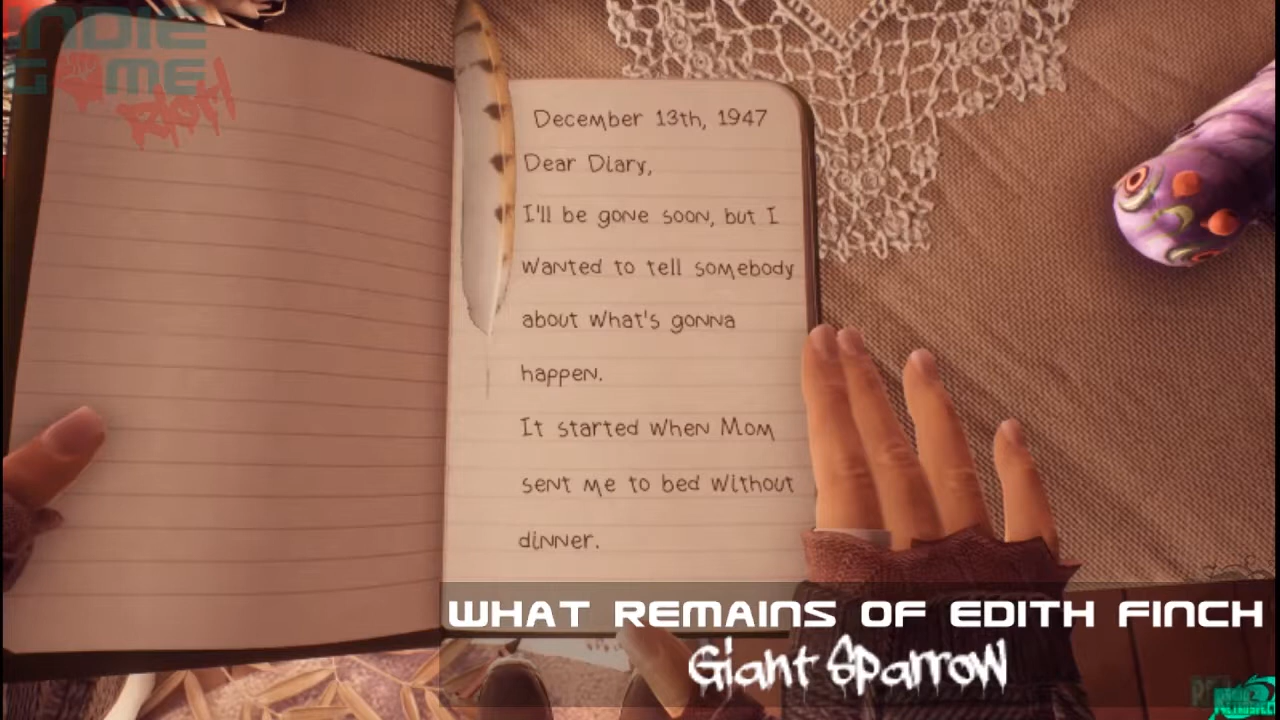 INDIE
GAME
RIOT!
December 13th, 1947
Dear Diary,
I'll be gone soon, but I
wanted to tell somebody
about what's gonna
happen.
It started when Mom
sent me to bed without
dinner.
WHAT REMAINS OF EDITH FINCH
Giant Sparrow